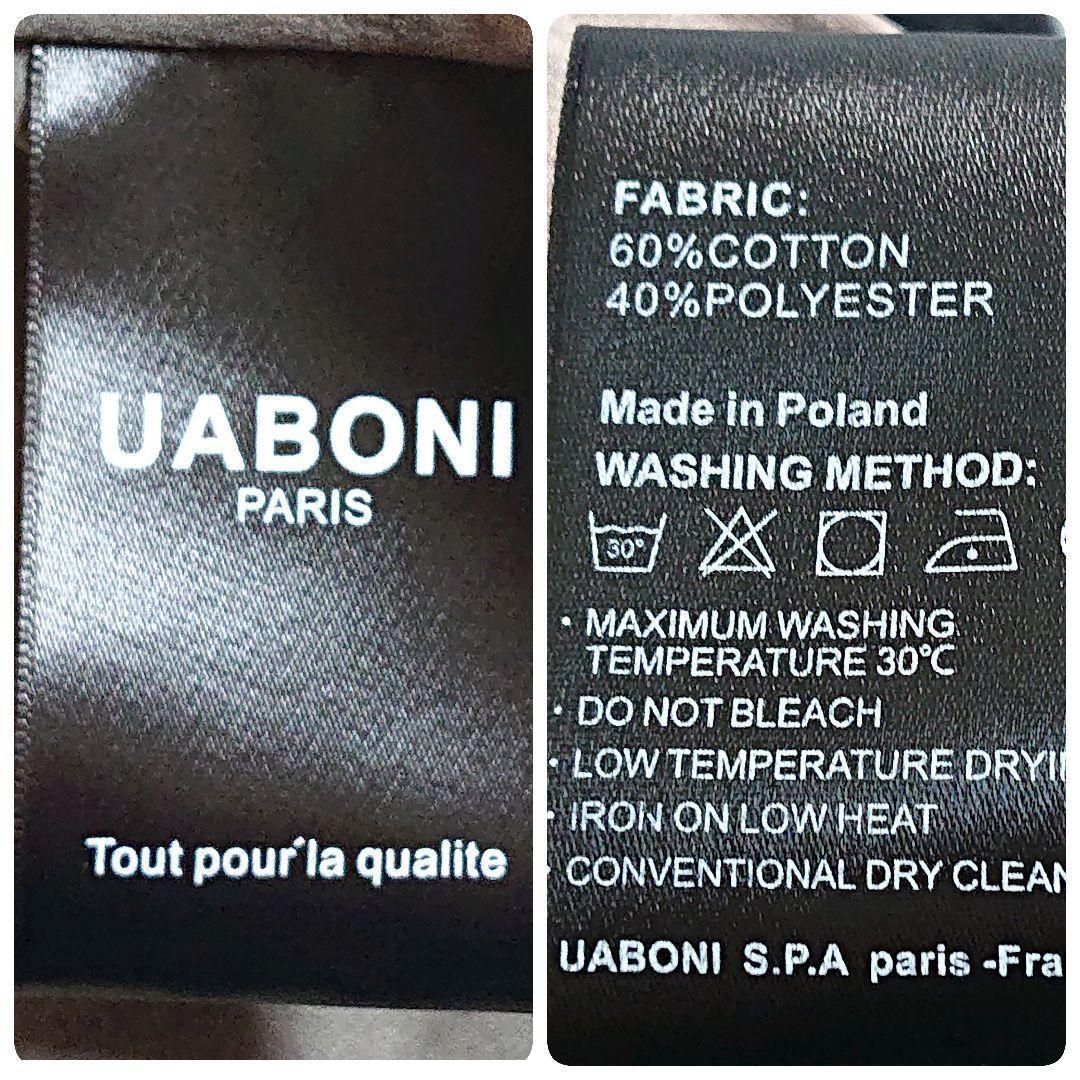 UABONI
PARIS
Tout pour la qualite
FABRIC:
60%COTTON
40%POLYESTER
Made in Poland
WASHING METHOD:
30°
• MAXIMUM WASHING
TEMPERATURE 30℃
• DO NOT BLEACH
• LOW TEMPERATURE DRYI
• IRON ON LOW HEAT
• CONVENTIONAL DRY CLEAN
UABONI S.P.A paris -Fra